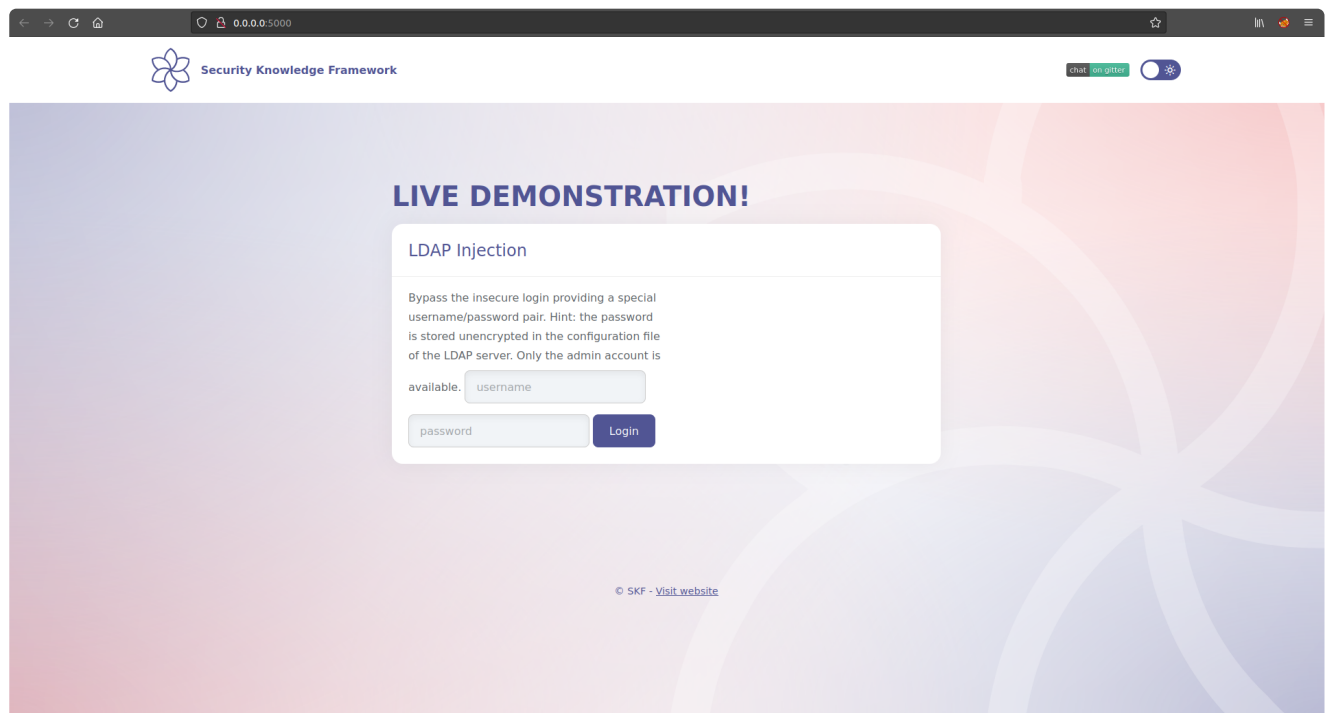 0.0.0.0:5000
Security Knowledge Framework
chat on gitter
LIVE DEMONSTRATION!
LDAP Injection
Bypass the insecure login providing a special
username/password pair. Hint: the password
is stored unencrypted in the configuration file
of the LDAP server. Only the admin account is
available. username
password Login
© SKF - Visit website